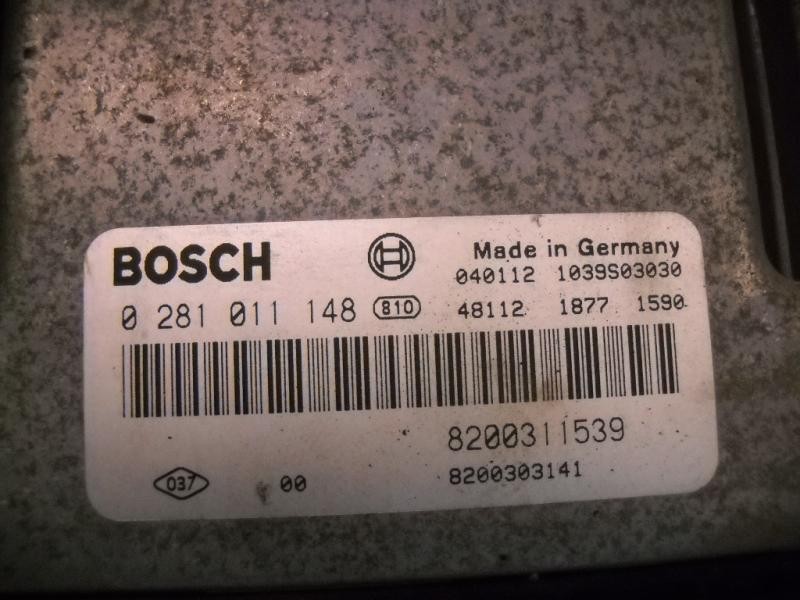 BOSCH
Made in Germany
040112 1039S03030
0 281 011 148 810 48112 1877 1590
8200311539
037 00 8200303141